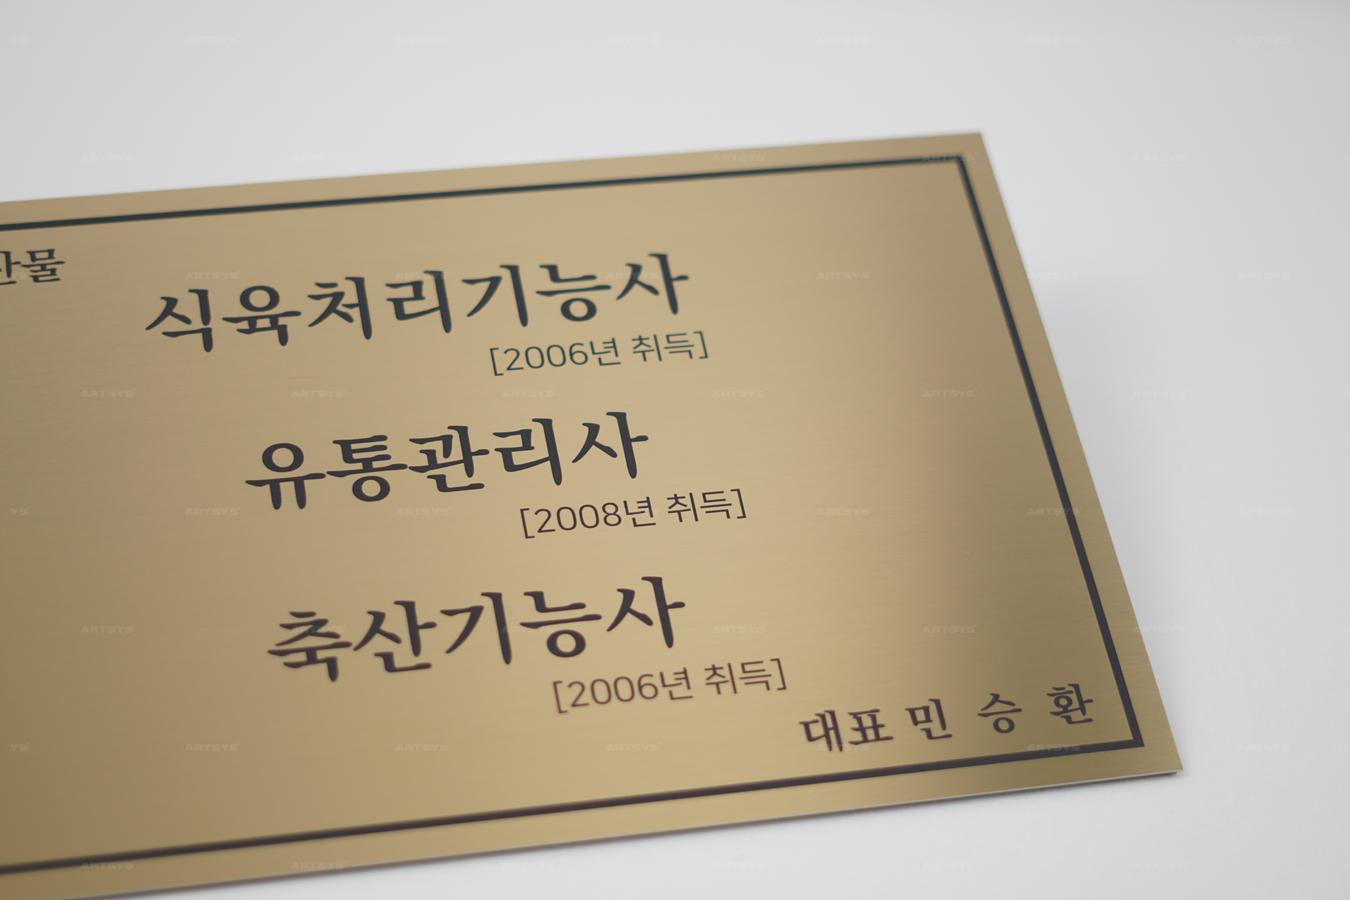 식육처리기능사
[2006년 취득]
유통관리사
[2008년 취득]
축산기능사
[2006년 취득]
대표 민 승 환
ARTSYS